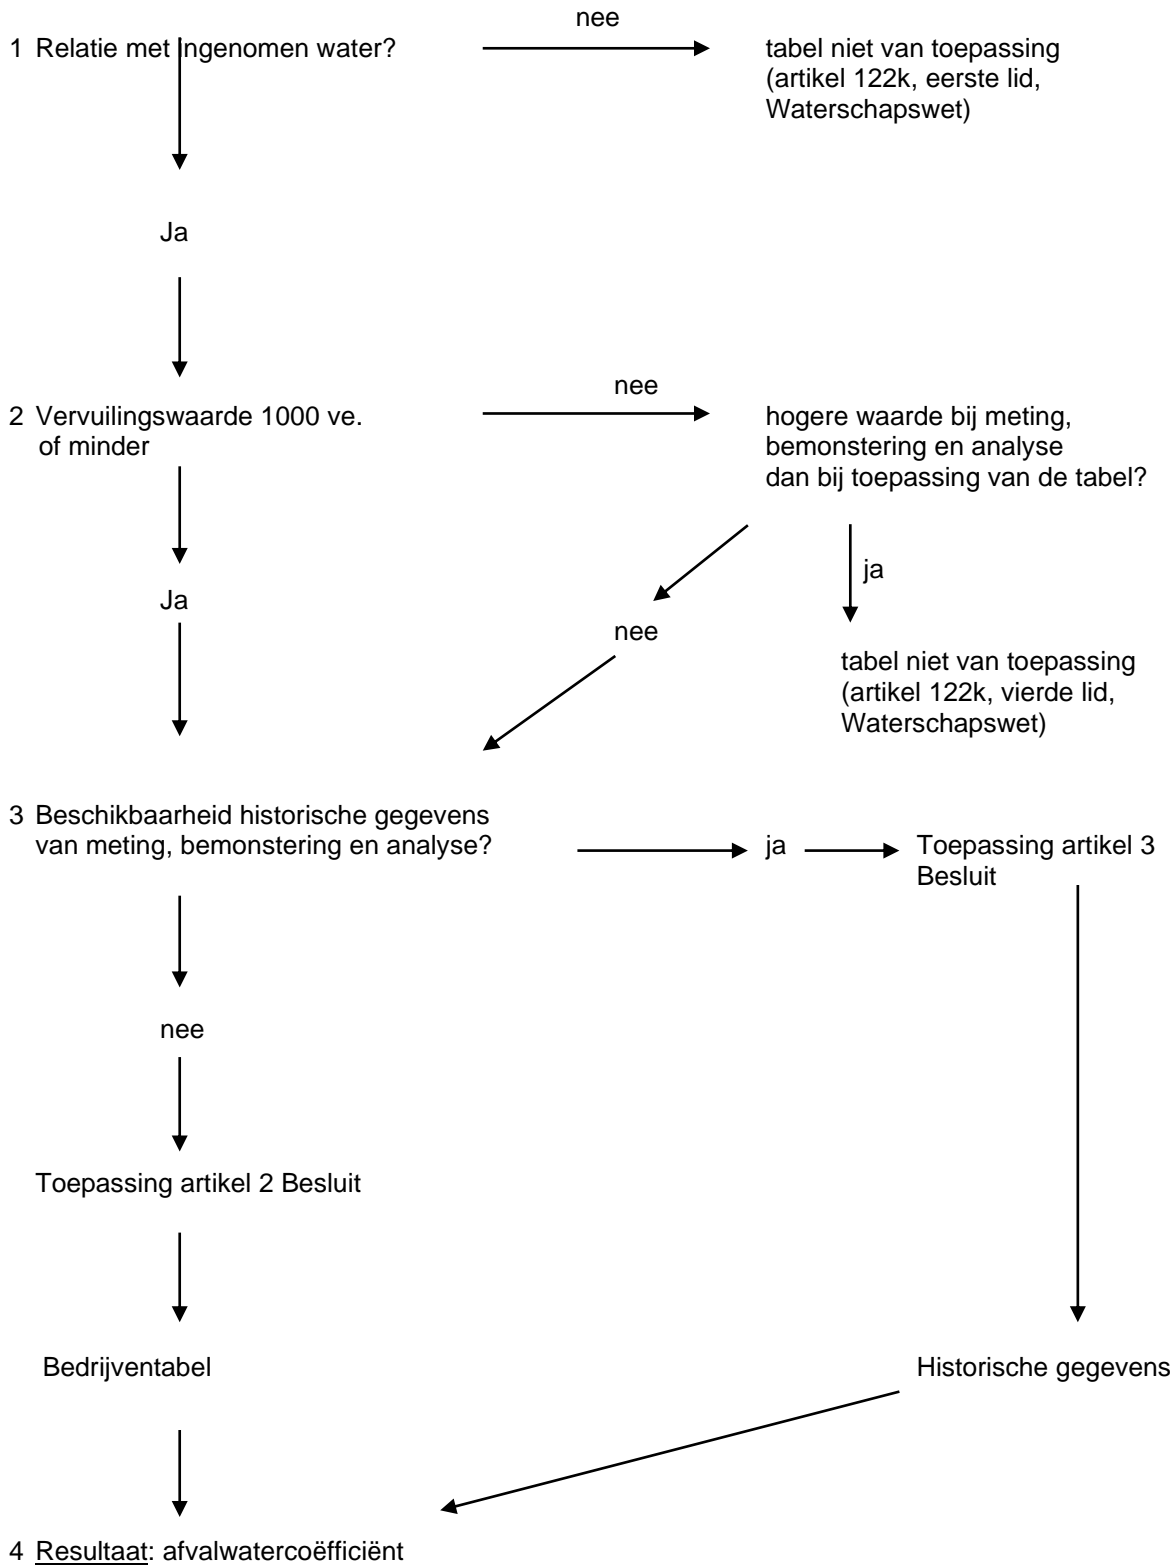 nee
1 Relatie met ingenomen water?
tabel niet van toepassing
(artikel 122k, eerste lid,
Waterschapswet)
Ja
nee
2 Vervuilingswaarde 1000 ve.
of minder
hogere waarde bij meting,
bemonstering en analyse
dan bij toepassing van de tabel?
ja
Ja
nee
tabel niet van toepassing
(artikel 122k, vierde lid,
Waterschapswet)
3 Beschikbaarheid historische gegevens
van meting, bemonstering en analyse?
ja
Toepassing artikel 3
Besluit
nee
Toepassing artikel 2 Besluit
Bedrijventabel
Historische gegevens
4 Resultaat: afvalwatercoëfficiënt